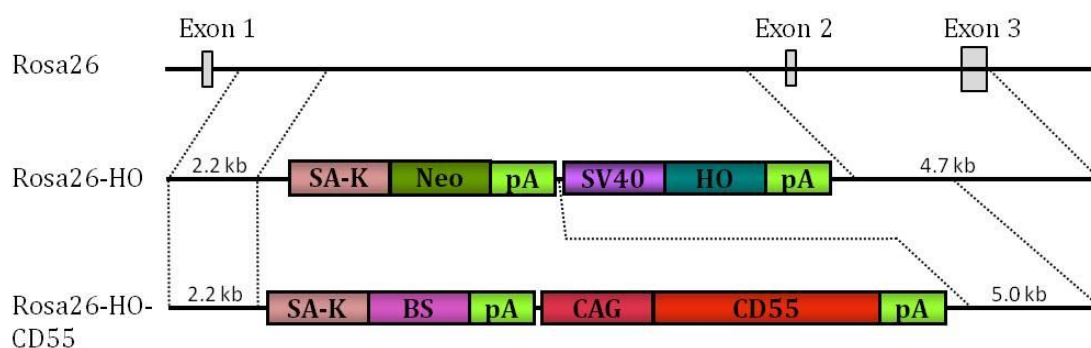 Exon 1 Exon 2 Exon 3
Rosa26
2.2 kb 4.7 kb
Rosa26-HO SA-K Neo pA SV40 HO pA
2.2 kb 5.0 kb
Rosa26-HO- SA-K BS pA CAG CD55 pA
CD55